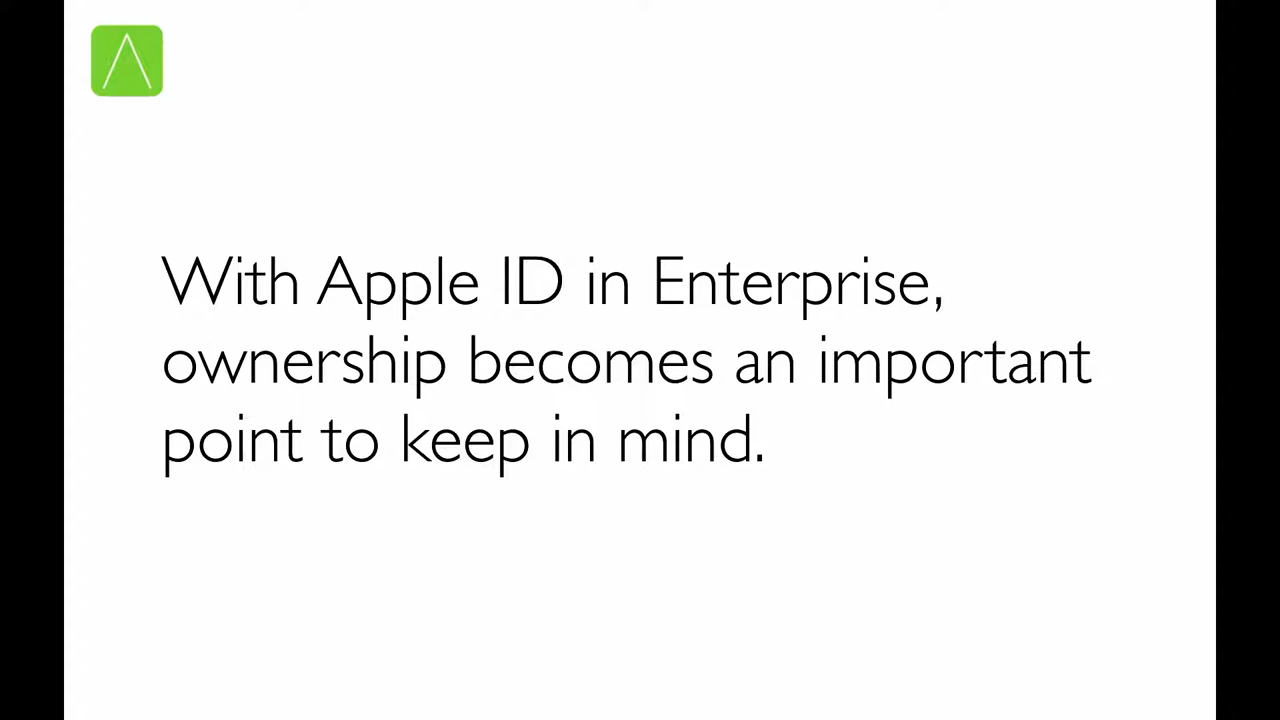 With Apple ID in Enterprise,
ownership becomes an important
point to keep in mind.